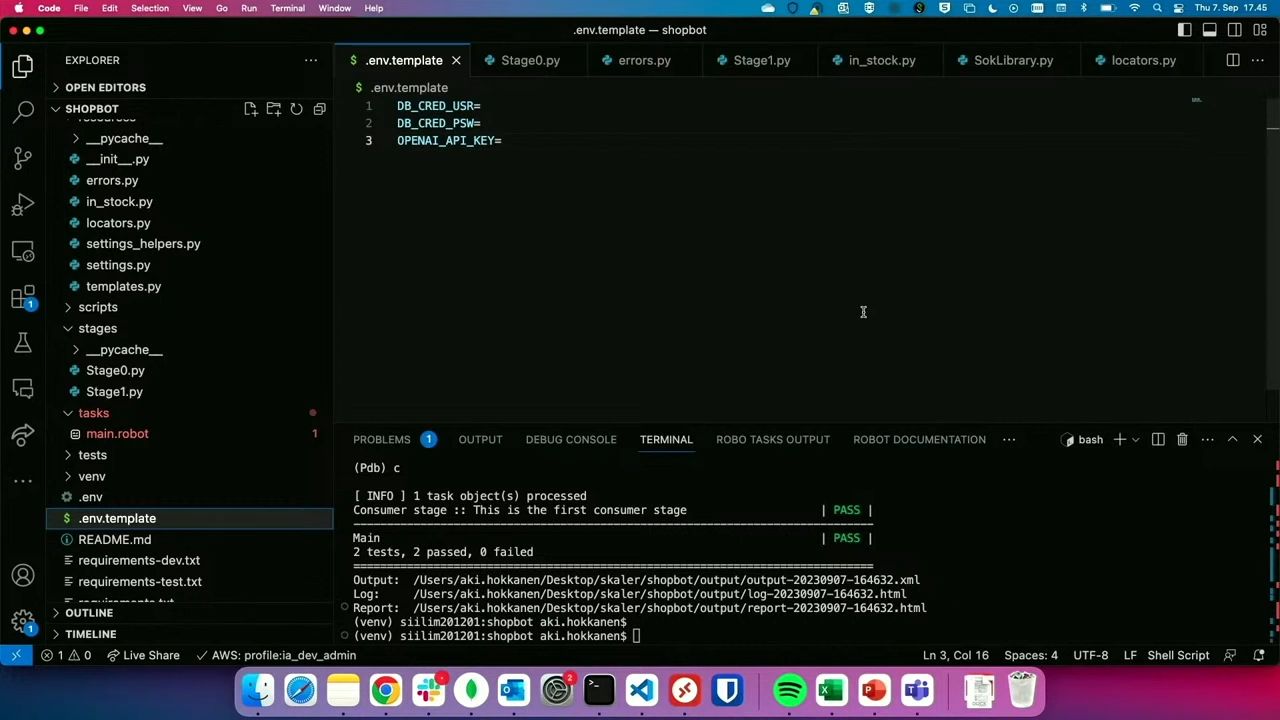 Code File Edit Selection View Go Run Terminal Window Help Thu 7. Sep 17.45
.env.template — shopbot
EXPLORER
.env.template Stage0.py errors.py Stage1.py in_stock.py SokLibrary.py locators.py
OPEN EDITORS
$ .env.template
SHOPBOT
1 DB_CRED_USR=
2 DB_CRED_PSW=
3 OPENAI_API_KEY=
resources
__pycache__
__init__.py
errors.py
in_stock.py
locators.py
settings_helpers.py
settings.py
templates.py
scripts
stages
__pycache__
Stage0.py
Stage1.py
tasks
main.robot 1
tests
venv
.env
$ .env.template
README.md
requirements-dev.txt
requirements-test.txt
requirements.txt
OUTLINE
TIMELINE
PROBLEMS 1 OUTPUT DEBUG CONSOLE TERMINAL ROBO TASKS OUTPUT ROBOT DOCUMENTATION bash
(Pdb) c
[ INFO ] 1 task object(s) processed
Consumer stage :: This is the first consumer stage | PASS |
Main | PASS |
2 tests, 2 passed, 0 failed
Output: /Users/aki.hokkanen/Desktop/skaler/shopbot/output/output-20230907-164632.xml
Log: /Users/aki.hokkanen/Desktop/skaler/shopbot/output/log-20230907-164632.html
Report: /Users/aki.hokkanen/Desktop/skaler/shopbot/output/report-20230907-164632.html
(venv) siilim201201:shopbot aki.hokkanen$
(venv) siilim201201:shopbot aki.hokkanen$
1 0 Live Share AWS: profile:ia_dev_admin Ln 3, Col 16 Spaces: 4 UTF-8 LF Shell Script